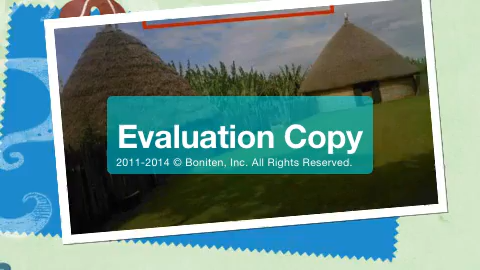 Evaluation Copy
2011-2014 © Boniten, Inc. All Rights Reserved.